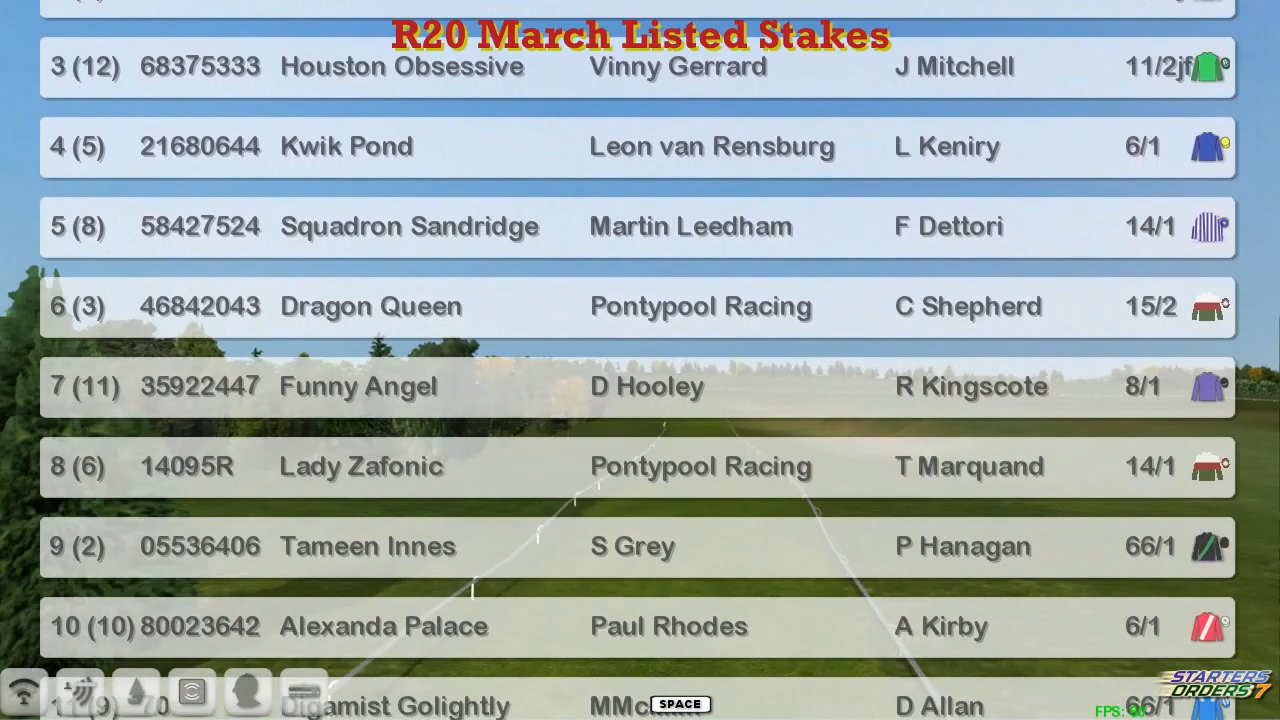 R20 March Listed Stakes
3 (12) 68375333 Houston Obsessive Vinny Gerrard J Mitchell 11/2jf
4 (5) 21680644 Kwik Pond Leon van Rensburg L Keniry 6/1
5 (8) 58427524 Squadron Sandridge Martin Leedham F Dettori 14/1
6 (3) 46842043 Dragon Queen Pontypool Racing C Shepherd 15/2
7 (11) 35922447 Funny Angel D Hooley R Kingscote 8/1
8 (6) 14095R Lady Zafonic Pontypool Racing T Marquand 14/1
9 (2) 05536406 Tameen Innes S Grey P Hanagan 66/1
10 (10) 80023642 Alexanda Palace Paul Rhodes A Kirby 6/1
Digamist Golightly D Allan 66/1
SPACE
FPS: 60
STARTERS ORDERS 7